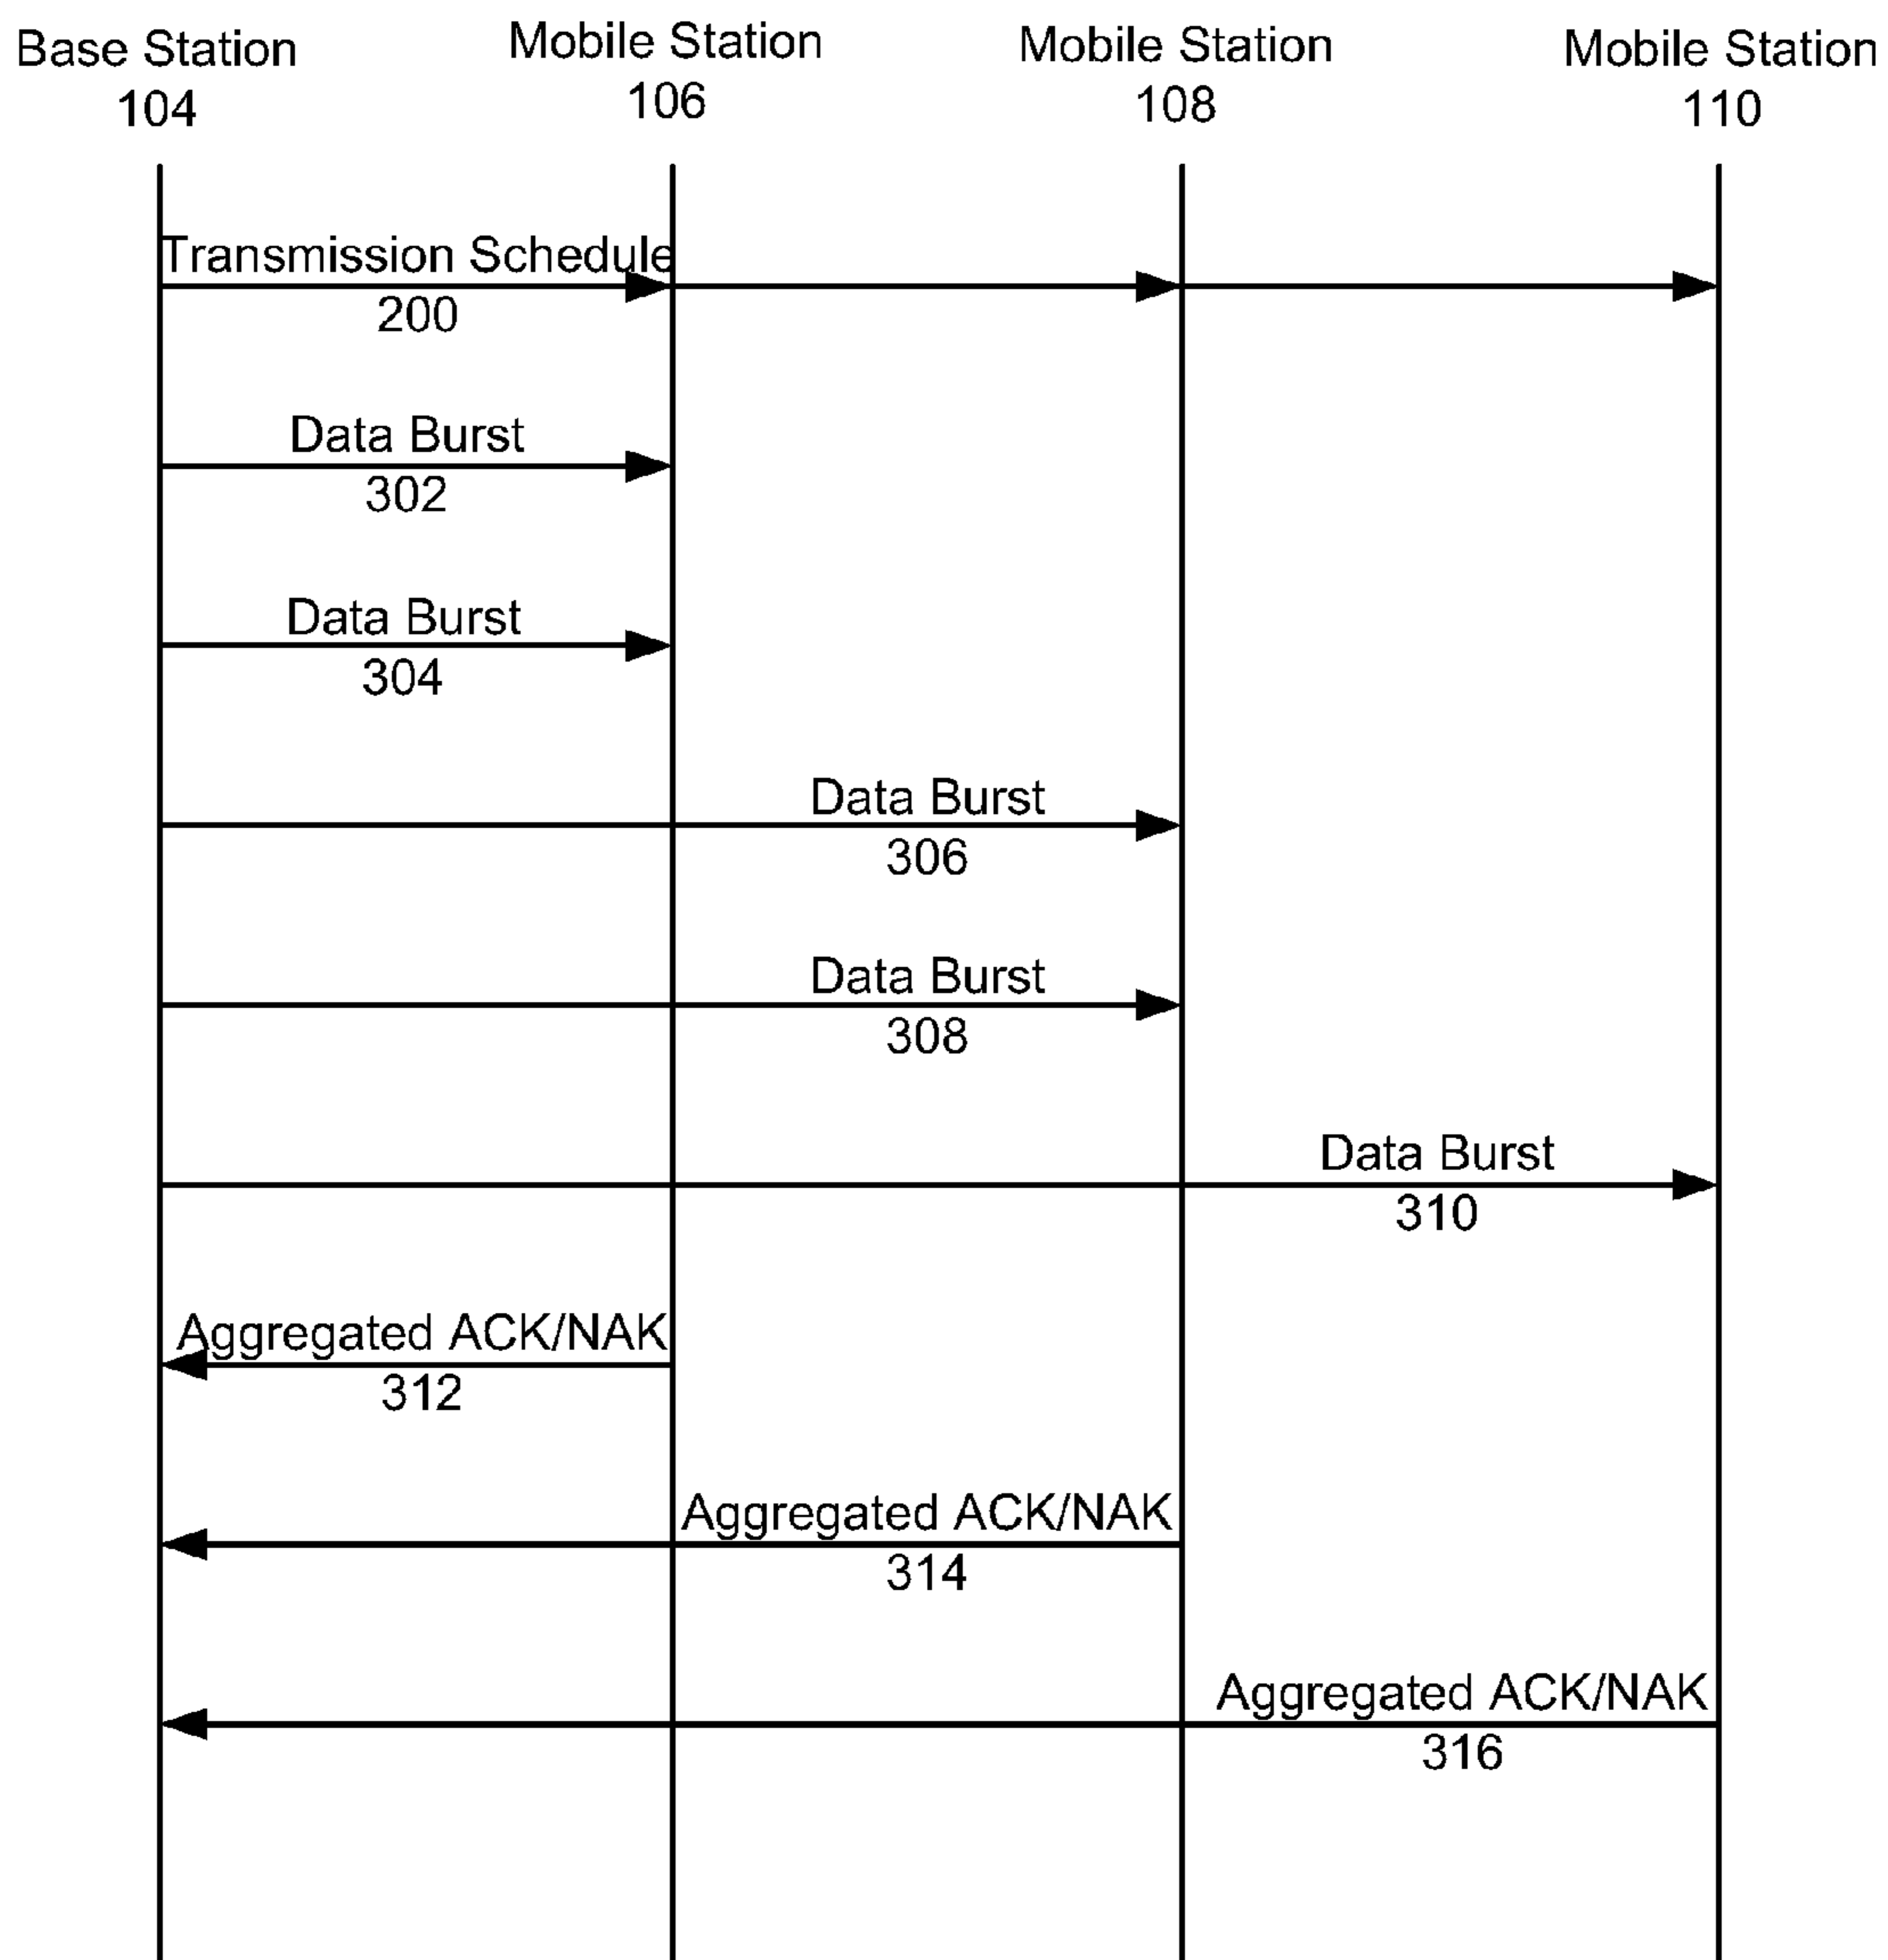 Base Station
104
Mobile Station
106
Mobile Station
108
Mobile Station
110
Transmission Schedule
200
Data Burst
302
Data Burst
304
Data Burst
306
Data Burst
308
Data Burst
310
Aggregated ACK/NAK
312
Aggregated ACK/NAK
314
Aggregated ACK/NAK
316